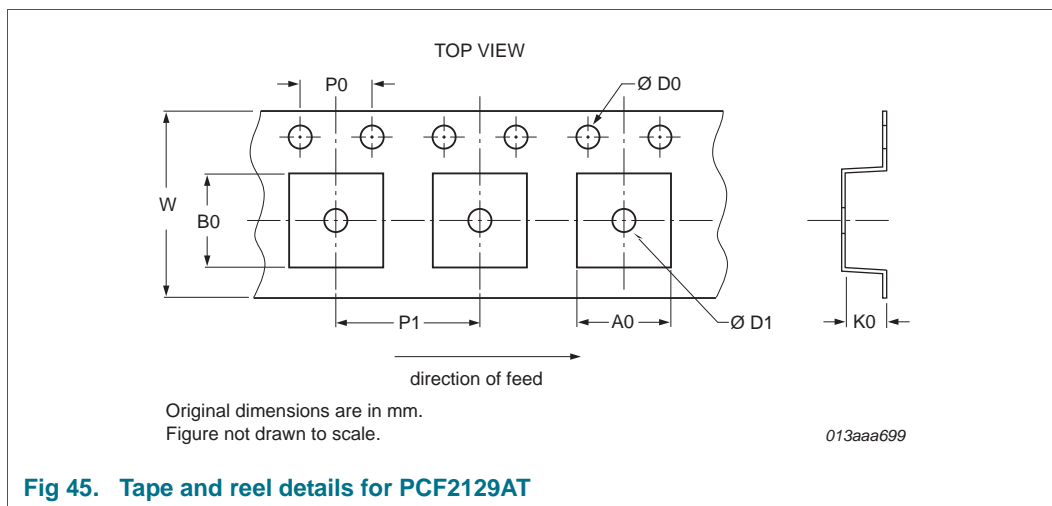 TOP VIEW
P0
Ø D0
W
B0
P1
A0
Ø D1
K0
direction of feed
Original dimensions are in mm.
Figure not drawn to scale.
013aaa699
Fig 45. Tape and reel details for PCF2129AT